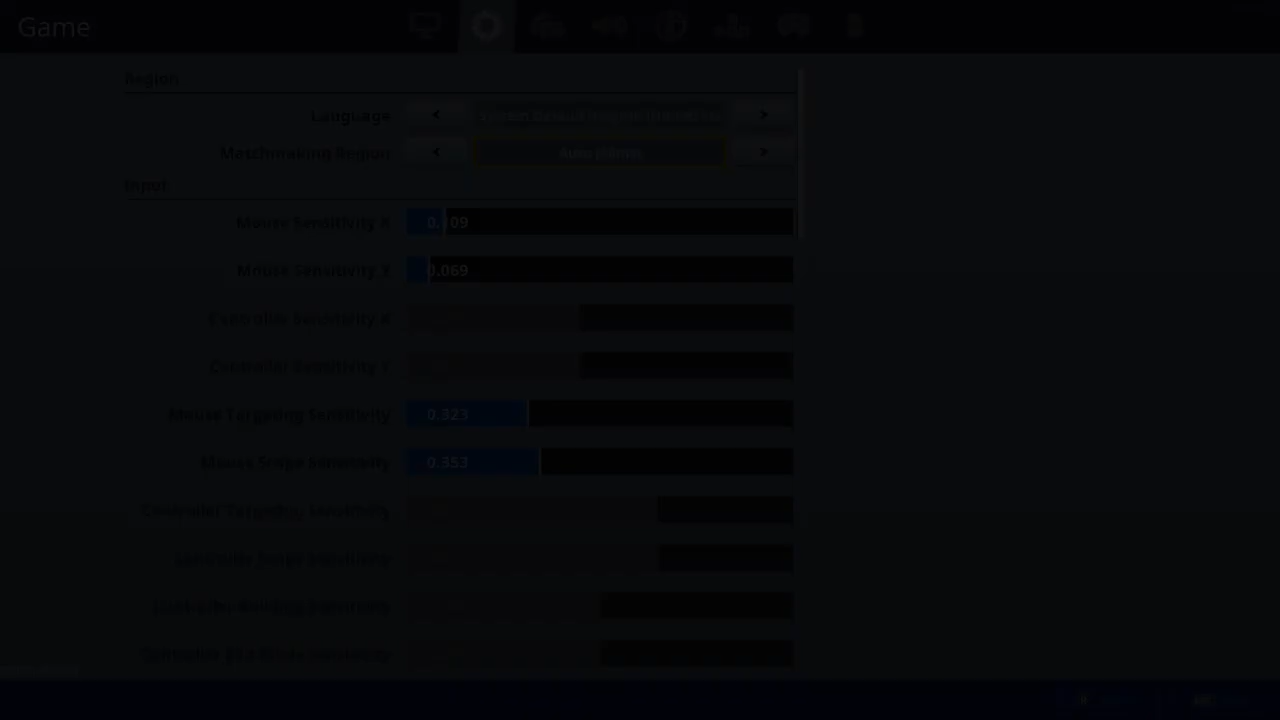 Game
Region
Language
Matchmaking Region
Input
Mouse Sensitivity X
0.109
Mouse Sensitivity Y
0.069
Controller Sensitivity X
Controller Sensitivity Y
Mouse Targeting Sensitivity
0.323
Mouse Scope Sensitivity
0.353
Controller Targeting Sensitivity
Controller Scope Sensitivity
Controller Building Sensitivity
Controller Edit Mode Sensitivity